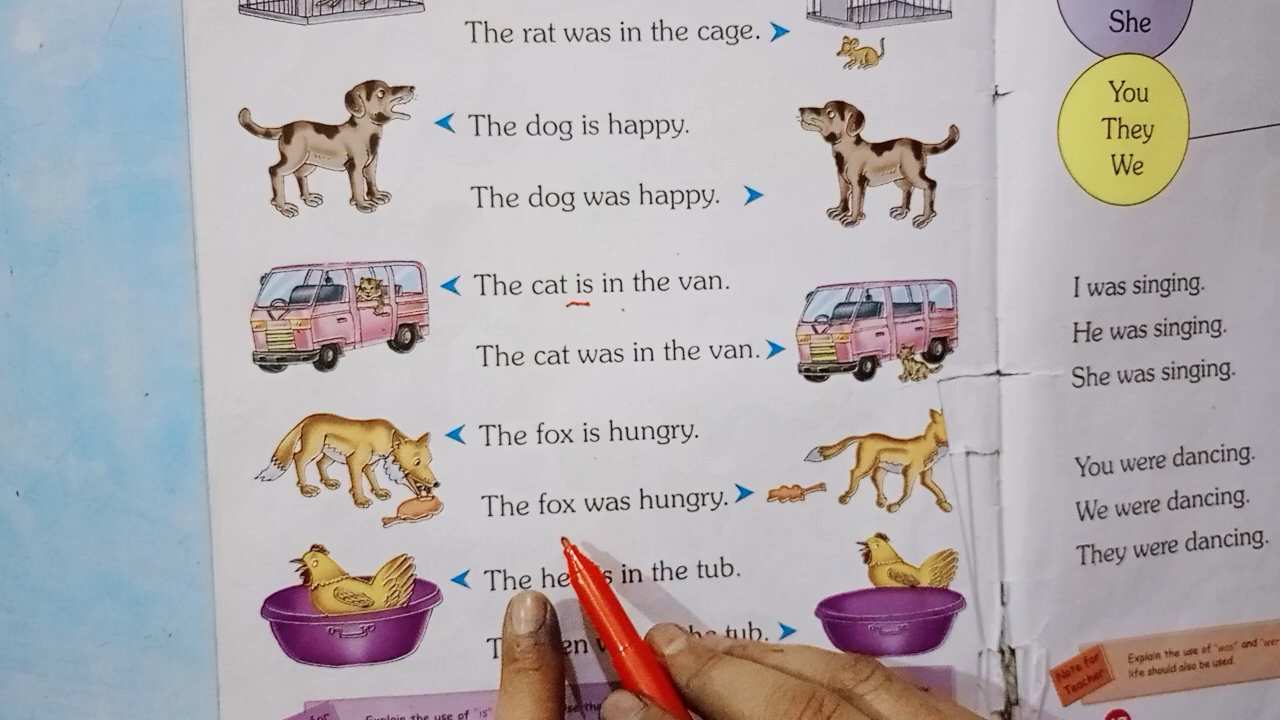 The rat was in the cage.
The dog is happy.
The dog was happy.
The cat is in the van.
The cat was in the van.
The fox is hungry.
The fox was hungry.
The in the tub.
tub.
Explain the use of "is"
She
You
They
We
I was singing.
He was singing.
She was singing.
You were dancing.
We were dancing.
They were dancing.
Note for
Teacher
Explain the use of "was" and
life should also be used.